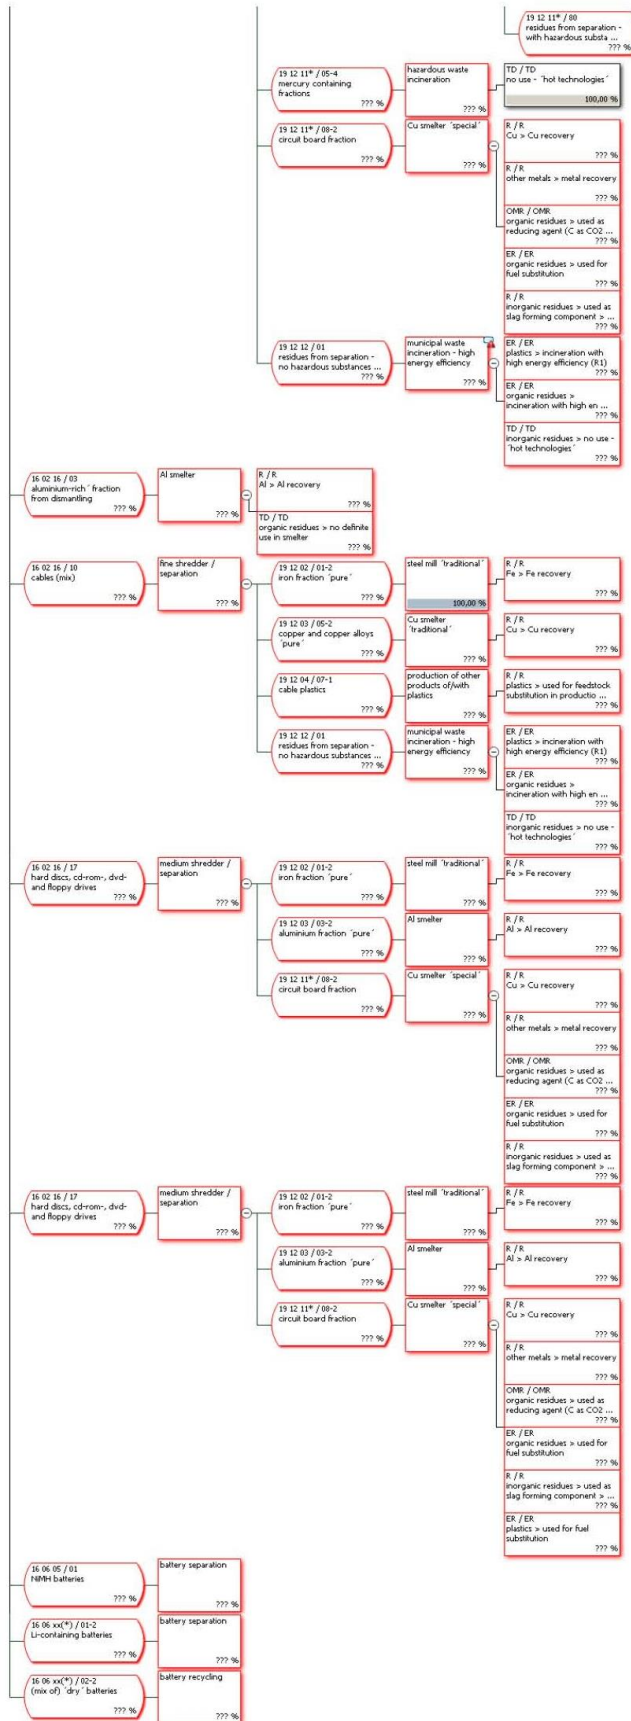 19 12 11* / 80
residues from separation -
with hazardous substa ...
??? %
19 12 11* / 05-4
mercury containing
fractions
??? %
hazardous waste
incineration
??? %
TD / TD
no use - ´hot technologies´
100,00 %
19 12 11* / 08-2
circuit board fraction
??? %
Cu smelter ´special´
??? %
R / R
Cu > Cu recovery
??? %
R / R
other metals > metal recovery
??? %
OMR / OMR
organic residues > used as
reducing agent (C as CO2 ...
??? %
ER / ER
organic residues > used for
fuel substitution
??? %
R / R
inorganic residues > used as
slag forming component > ...
??? %
19 12 12 / 01
residues from separation -
no hazardous substances ...
??? %
municipal waste
incineration - high
energy efficiency
??? %
ER / ER
plastics > incineration with
high energy efficiency (R1)
??? %
ER / ER
organic residues >
incineration with high en ...
??? %
TD / TD
inorganic residues > no use -
´hot technologies´
??? %
16 02 16 / 03
aluminium-rich´ fraction
from dismantling
??? %
Al smelter
??? %
R / R
Al > Al recovery
??? %
TD / TD
organic residues > no definite
use in smelter
??? %
16 02 16 / 10
cables (mix)
??? %
fine shredder /
separation
??? %
19 12 02 / 01-2
iron fraction ´pure´
??? %
steel mill ´traditional´
100,00 %
R / R
Fe > Fe recovery
??? %
19 12 03 / 05-2
copper and copper alloys
´pure´
??? %
Cu smelter
´traditional´
??? %
R / R
Cu > Cu recovery
??? %
19 12 04 / 07-1
cable plastics
??? %
production of other
products of/with
plastics
??? %
R / R
plastics > used for feedstock
substitution in productio ...
??? %
19 12 12 / 01
residues from separation -
no hazardous substances ...
??? %
municipal waste
incineration - high
energy efficiency
??? %
ER / ER
plastics > incineration with
high energy efficiency (R1)
??? %
ER / ER
organic residues >
incineration with high en ...
??? %
TD / TD
inorganic residues > no use -
´hot technologies´
??? %
16 02 16 / 17
hard discs, cd-rom-, dvd-
and floppy drives
??? %
medium shredder /
separation
??? %
19 12 02 / 01-2
iron fraction ´pure´
??? %
steel mill ´traditional´
??? %
R / R
Fe > Fe recovery
??? %
19 12 03 / 03-2
aluminium fraction ´pure´
??? %
Al smelter
??? %
R / R
Al > Al recovery
??? %
19 12 11* / 08-2
circuit board fraction
??? %
Cu smelter ´special´
??? %
R / R
Cu > Cu recovery
??? %
R / R
other metals > metal recovery
??? %
OMR / OMR
organic residues > used as
reducing agent (C as CO2 ...
??? %
ER / ER
organic residues > used for
fuel substitution
??? %
R / R
inorganic residues > used as
slag forming component > ...
??? %
16 02 16 / 17
hard discs, cd-rom-, dvd-
and floppy drives
??? %
medium shredder /
separation
??? %
19 12 02 / 01-2
iron fraction ´pure´
??? %
steel mill ´traditional´
??? %
R / R
Fe > Fe recovery
??? %
19 12 03 / 03-2
aluminium fraction ´pure´
??? %
Al smelter
??? %
R / R
Al > Al recovery
??? %
19 12 11* / 08-2
circuit board fraction
??? %
Cu smelter ´special´
??? %
R / R
Cu > Cu recovery
??? %
R / R
other metals > metal recovery
??? %
OMR / OMR
organic residues > used as
reducing agent (C as CO2 ...
??? %
ER / ER
organic residues > used for
fuel substitution
??? %
R / R
inorganic residues > used as
slag forming component > ...
??? %
ER / ER
plastics > used for fuel
substitution
??? %
16 06 05 / 01
NiMH batteries
??? %
battery separation
??? %
16 06 xx(*) / 01-2
Li-containing batteries
??? %
battery separation
??? %
16 06 xx(*) / 02-2
(mix of) ´dry´ batteries
??? %
battery recycling
??? %